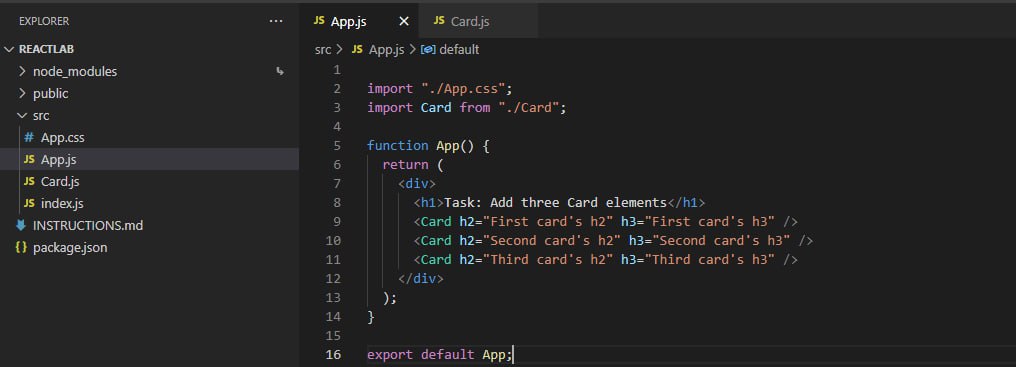 EXPLORER ...
REACTLAB
node_modules
public
src
# App.css
JS App.js
JS Card.js
JS index.js
INSTRUCTIONS.md
{} package.json
JS App.js × JS Card.js
src > JS App.js > default
1
2 import "./App.css";
3 import Card from "./Card";
4
5 function App() {
6 return (
7 <div>
8 <h1>Task: Add three Card elements</h1>
9 <Card h2="First card's h2" h3="First card's h3" />
10 <Card h2="Second card's h2" h3="Second card's h3" />
11 <Card h2="Third card's h2" h3="Third card's h3" />
12 </div>
13 );
14 }
15
16 export default App;